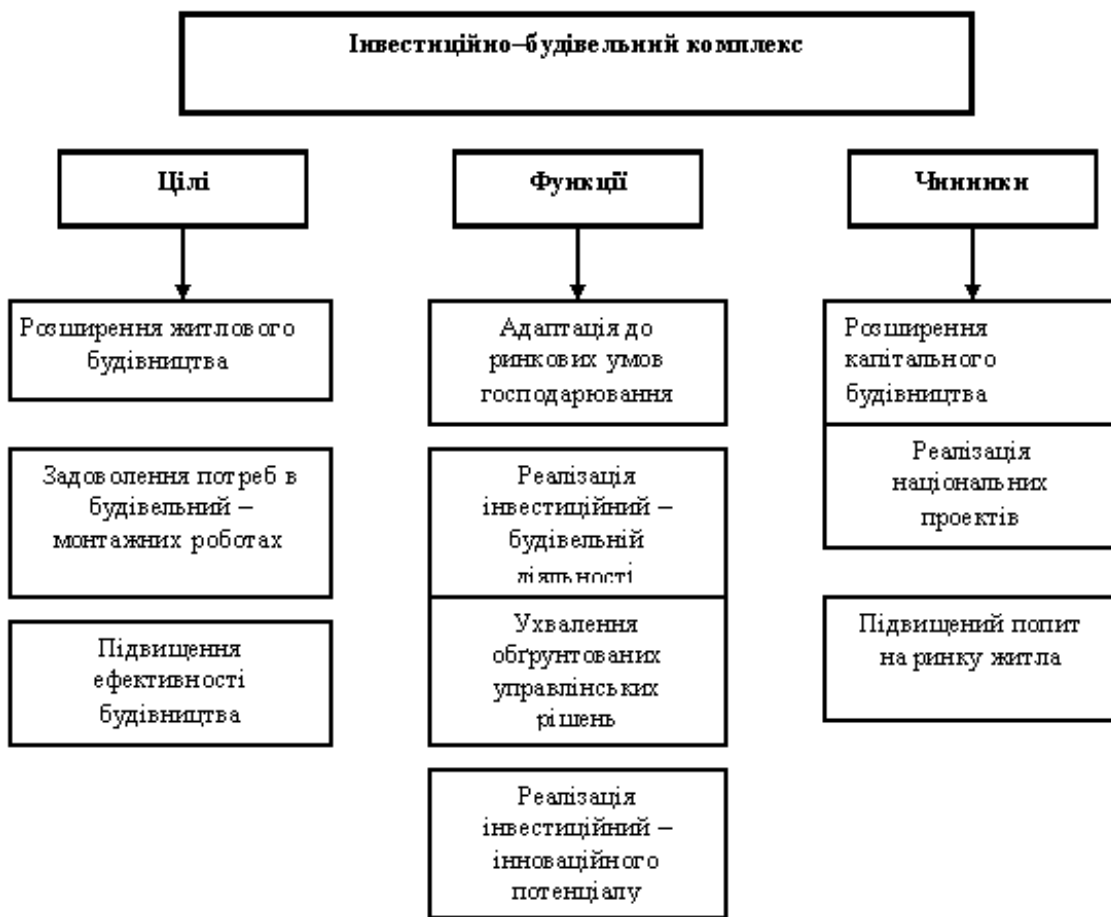 Інвестиційно–будівельний комплекс
Цілі
Розширення житлового
будівництва
Задоволення потреб в
будівельний –
монтажних роботах
Підвищення
ефективності
будівництва
Функції
Адаптація до
ринкових умов
господарювання
Реалізація
інвестиційний –
будівельній
діяльності
Ухвалення
обґрунтованих
управлінських
рішень
Реалізація
інвестиційний –
інноваційного
потенціалу
Чинники
Розширення
капітального
будівництва
Реалізація
національних
проектів
Підвищений попит
на ринку житла